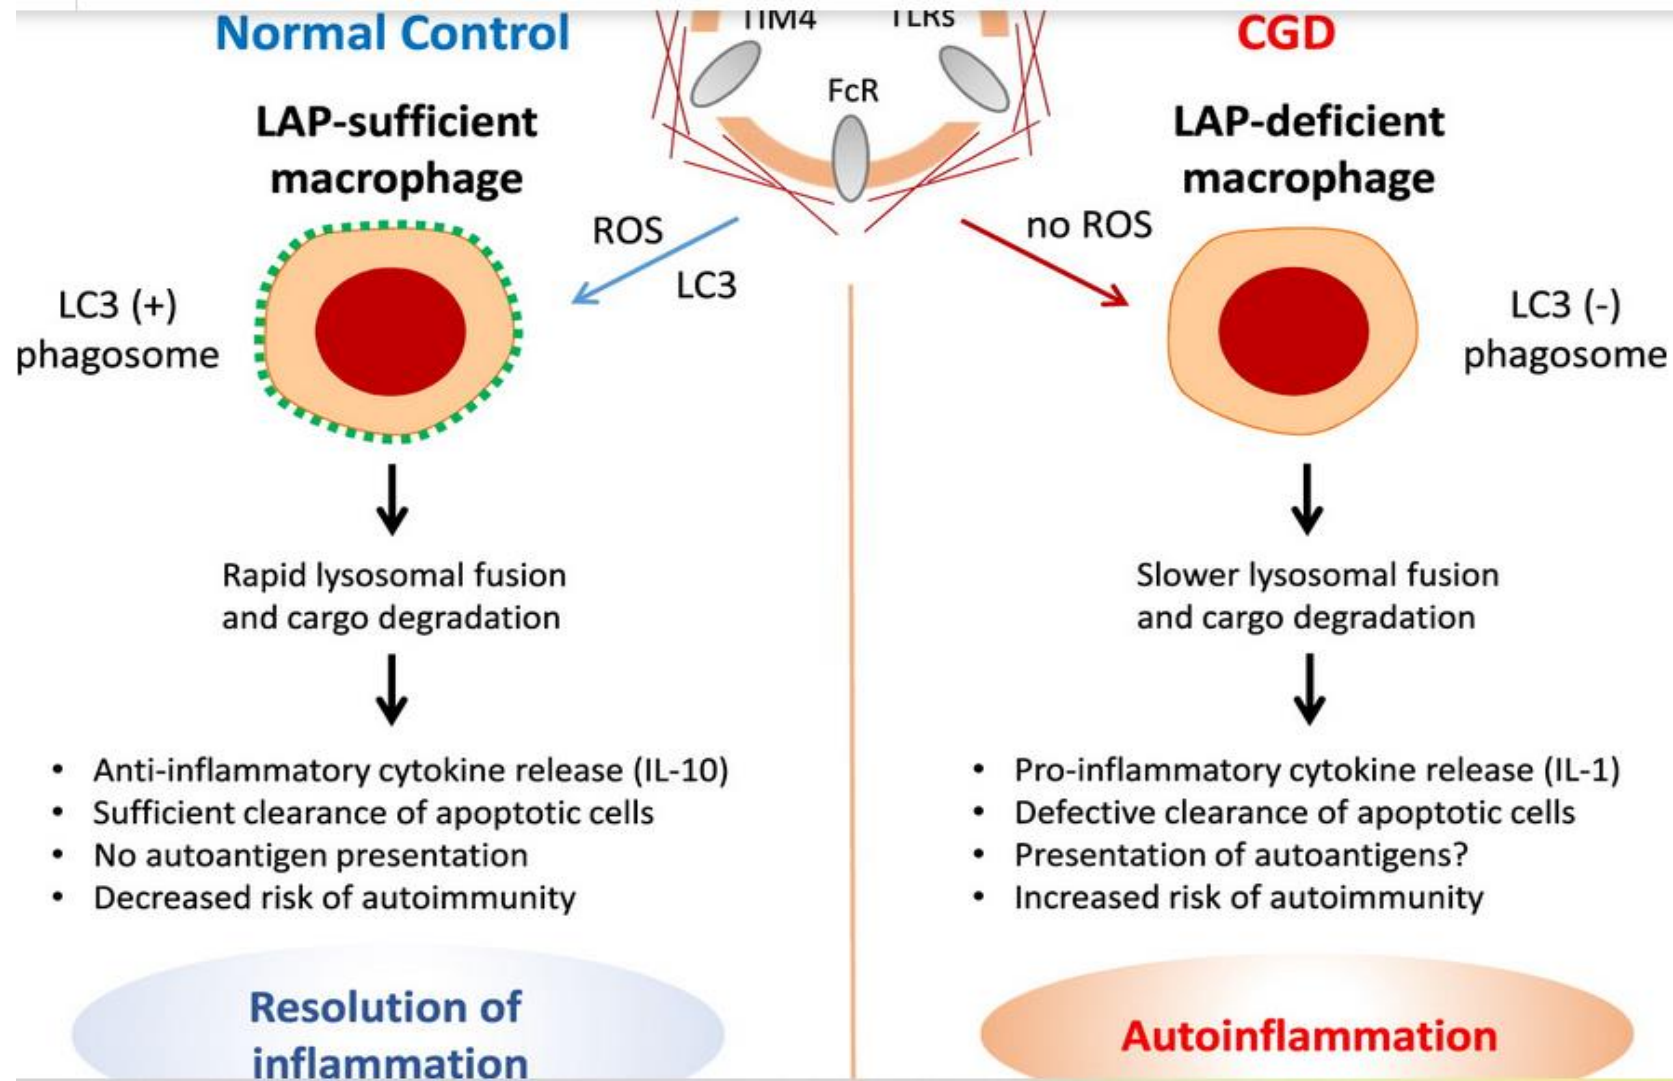 Normal Control
TIM4
TLRs
CGD
FcR
LAP-sufficient
macrophage
LAP-deficient
macrophage
ROS
LC3
no ROS
LC3 (+)
phagosome
LC3 (-)
phagosome
Rapid lysosomal fusion
and cargo degradation
Slower lysosomal fusion
and cargo degradation
• Anti-inflammatory cytokine release (IL-10)
• Sufficient clearance of apoptotic cells
• No autoantigen presentation
• Decreased risk of autoimmunity
• Pro-inflammatory cytokine release (IL-1)
• Defective clearance of apoptotic cells
• Presentation of autoantigens?
• Increased risk of autoimmunity
Resolution of
inflammation
Autoinflammation